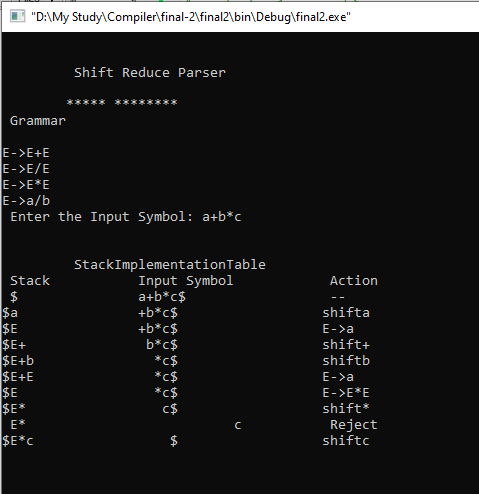 "D:\My Study\Compiler\final-2\final2\bin\Debug\final2.exe"
Shift Reduce Parser
***** ********
Grammar
E->E+E
E->E/E
E->E*E
E->a/b
Enter the Input Symbol: a+b*c
StackImplementationTable
Stack Input Symbol Action
$ a+b*c$ --
$a +b*c$ shifta
$E +b*c$ E->a
$E+ b*c$ shift+
$E+b *c$ shiftb
$E+E *c$ E->a
$E *c$ E->E*E
$E* c$ shift*
E* c Reject
$E*c $ shiftc